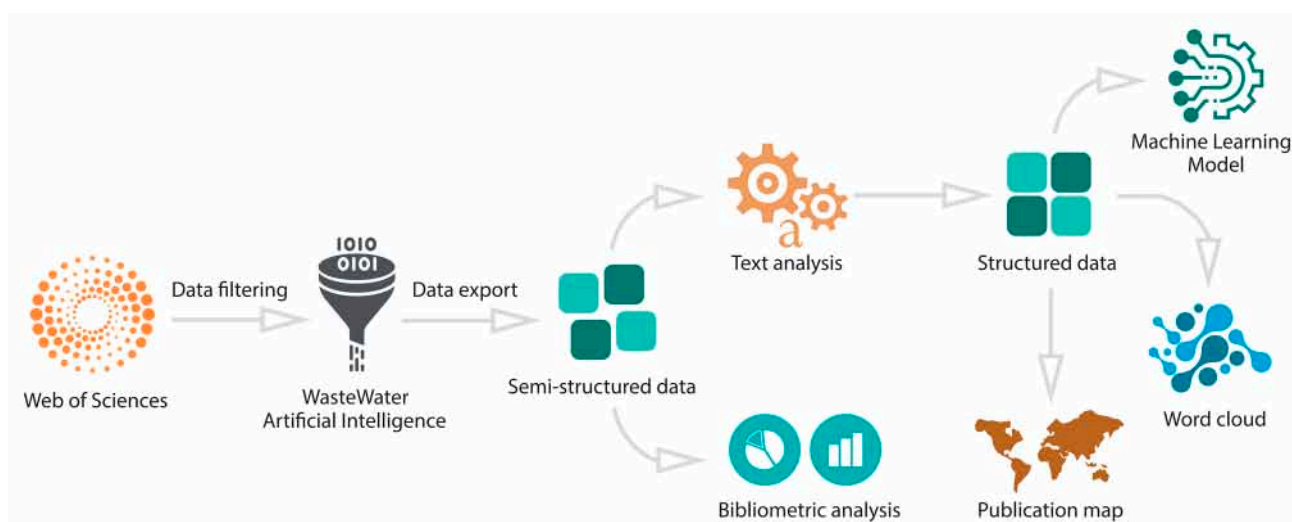 1010
0101
a
Machine Learning
Model
Text analysis
Structured data
Data filtering
Data export
Web of Sciences
WasteWater
Artificial Intelligence
Semi-structured data
Word cloud
Bibliometric analysis
Publication map